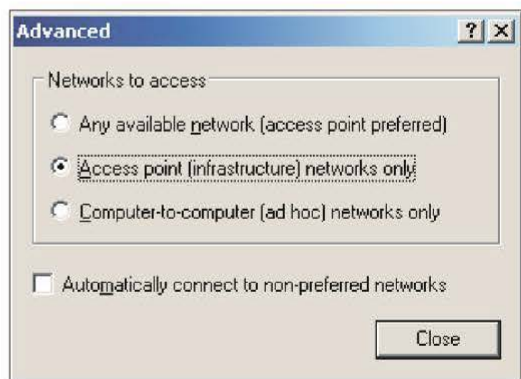 Advanced
Networks to access
Any available network (access point preferred)
Access point (infrastructure) networks only
Computer-to-computer (ad hoc) networks only
Automatically connect to non-preferred networks
Close